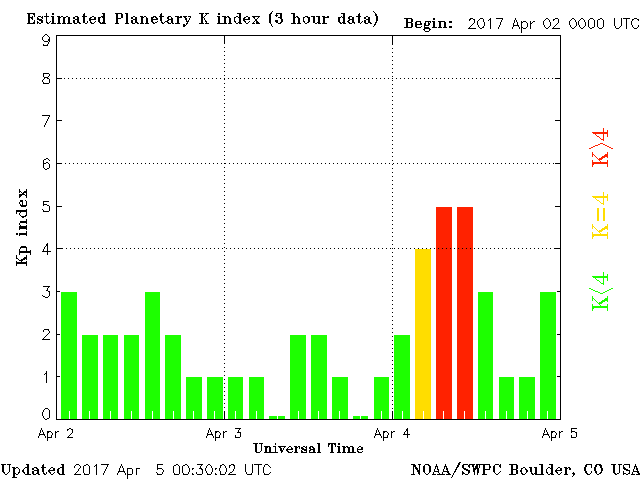 Estimated Planetary K index (3 hour data) Begin: 2017 Apr 02 0000 UTC
9
8
7
6
5
4
3
2
1
0
Kp index
K>4
K=4
K<4
Apr 2 Apr 3 Apr 4 Apr 5
Universal Time
Updated 2017 Apr 5 00:30:02 UTC NOAA/SWPC Boulder, CO USA